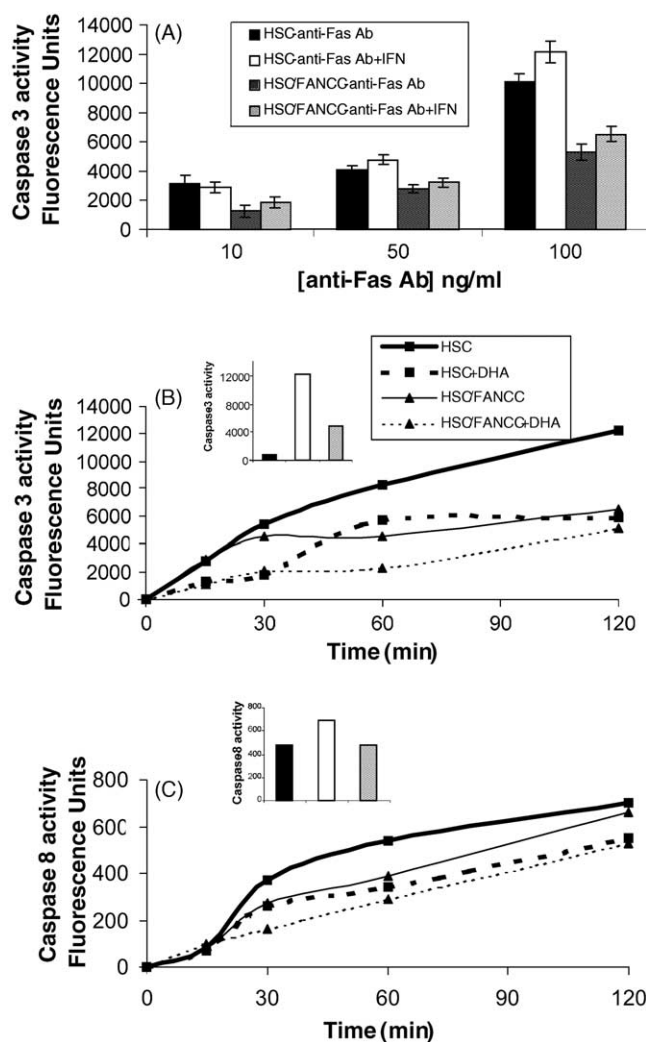 (A)
Caspase 3 activity
Fluorescence Units
14000
12000
10000
8000
6000
4000
2000
0
HSC-anti-Fas Ab
HSC-anti-Fas Ab+IFN
HSC/FANCC-anti-Fas Ab
HSC/FANCC-anti-Fas Ab+IFN
10
50
100
[anti-Fas Ab] ng/ml
(B)
Caspase 3 activity
Fluorescence Units
14000
12000
10000
8000
6000
4000
2000
0
Caspase3 activity
12000
8000
4000
0
HSC
HSC+DHA
HSC/FANCC
HSC/FANCC+DHA
0
30
60
90
120
Time (min)
(C)
Caspase 8 activity
Fluorescence Units
800
600
400
200
0
Caspase8 activity
800
600
400
200
0
0
30
60
90
120
Time (min)